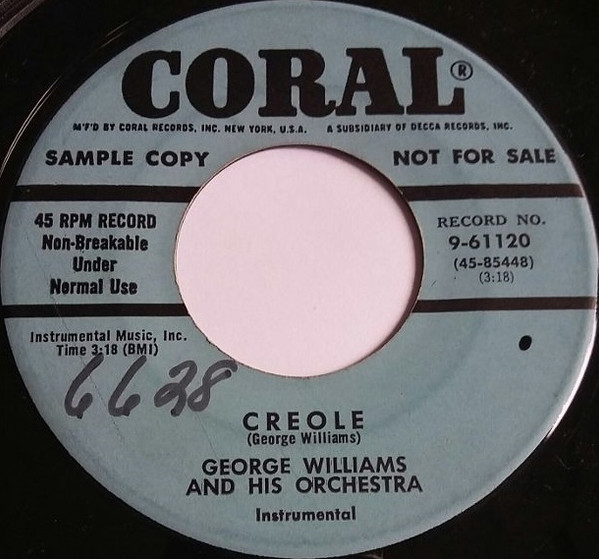 CORAL®
M'F'D BY CORAL RECORDS, INC. NEW YORK, U.S.A. A SUBSIDIARY OF DECCA RECORDS, INC.
SAMPLE COPY NOT FOR SALE
45 RPM RECORD
Non-Breakable
Under
Normal Use
RECORD NO.
9-61120
(45-85448)
(3:18)
Instrumental Music, Inc.
Time 3:18 (BMI)
6628
CREOLE
(George Williams)
GEORGE WILLIAMS
AND HIS ORCHESTRA
Instrumental